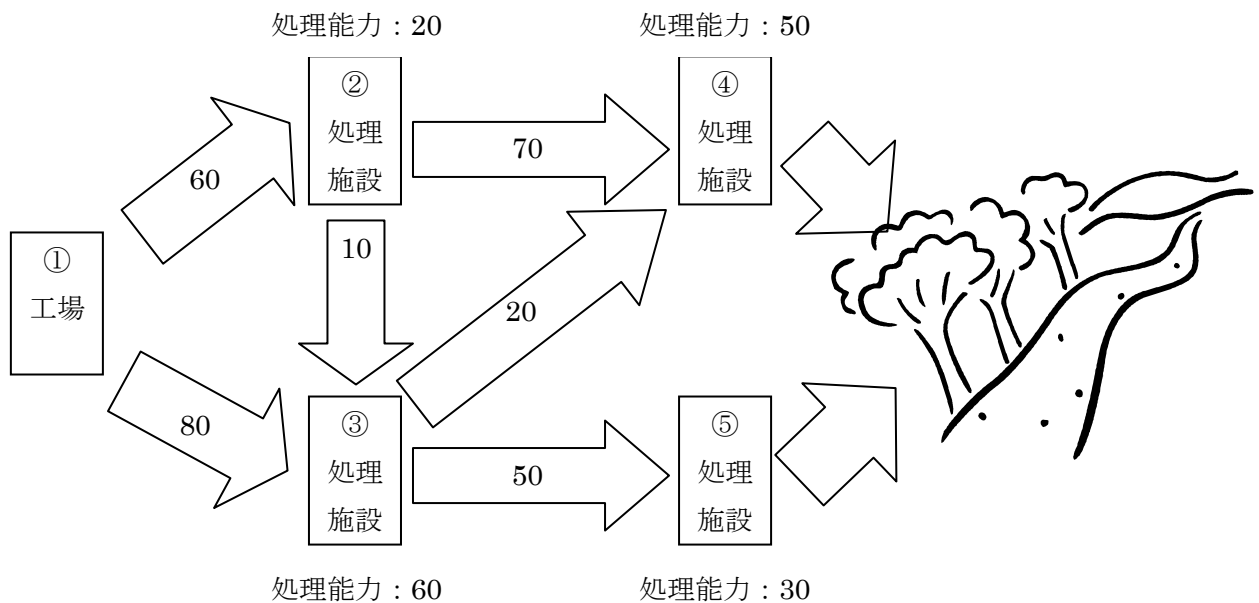 処理能力：20
処理能力：50
②
処理
施設
④
処理
施設
60
70
①
工場
10
20
80
③
処理
施設
50
⑤
処理
施設
処理能力：60
処理能力：30